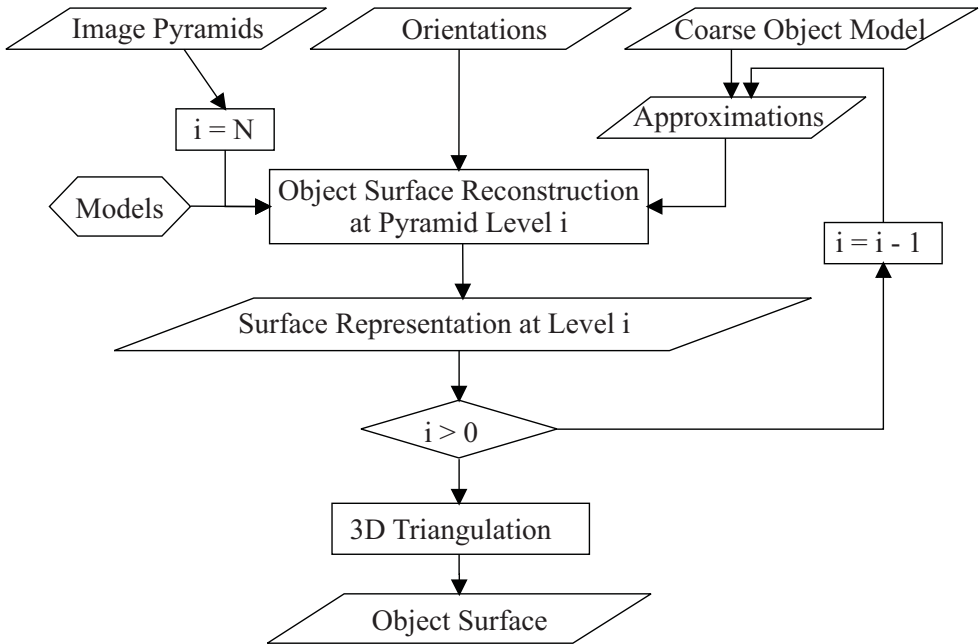 Image Pyramids
Orientations
Coarse Object Model
i = N
Approximations
Models
Object Surface Reconstruction
at Pyramid Level i
i = i - 1
Surface Representation at Level i
i > 0
3D Triangulation
Object Surface